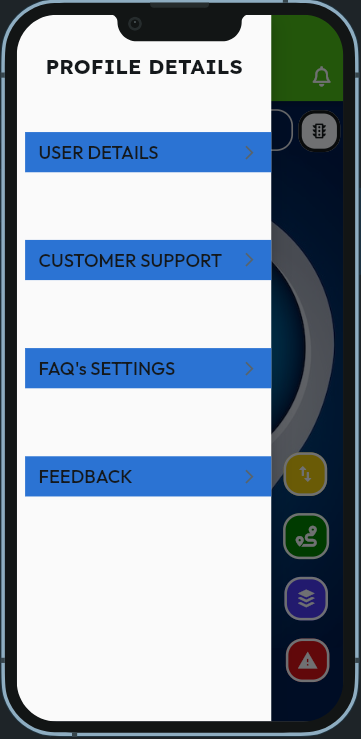 PROFILE DETAILS
USER DETAILS
CUSTOMER SUPPORT
FAQ's SETTINGS
FEEDBACK